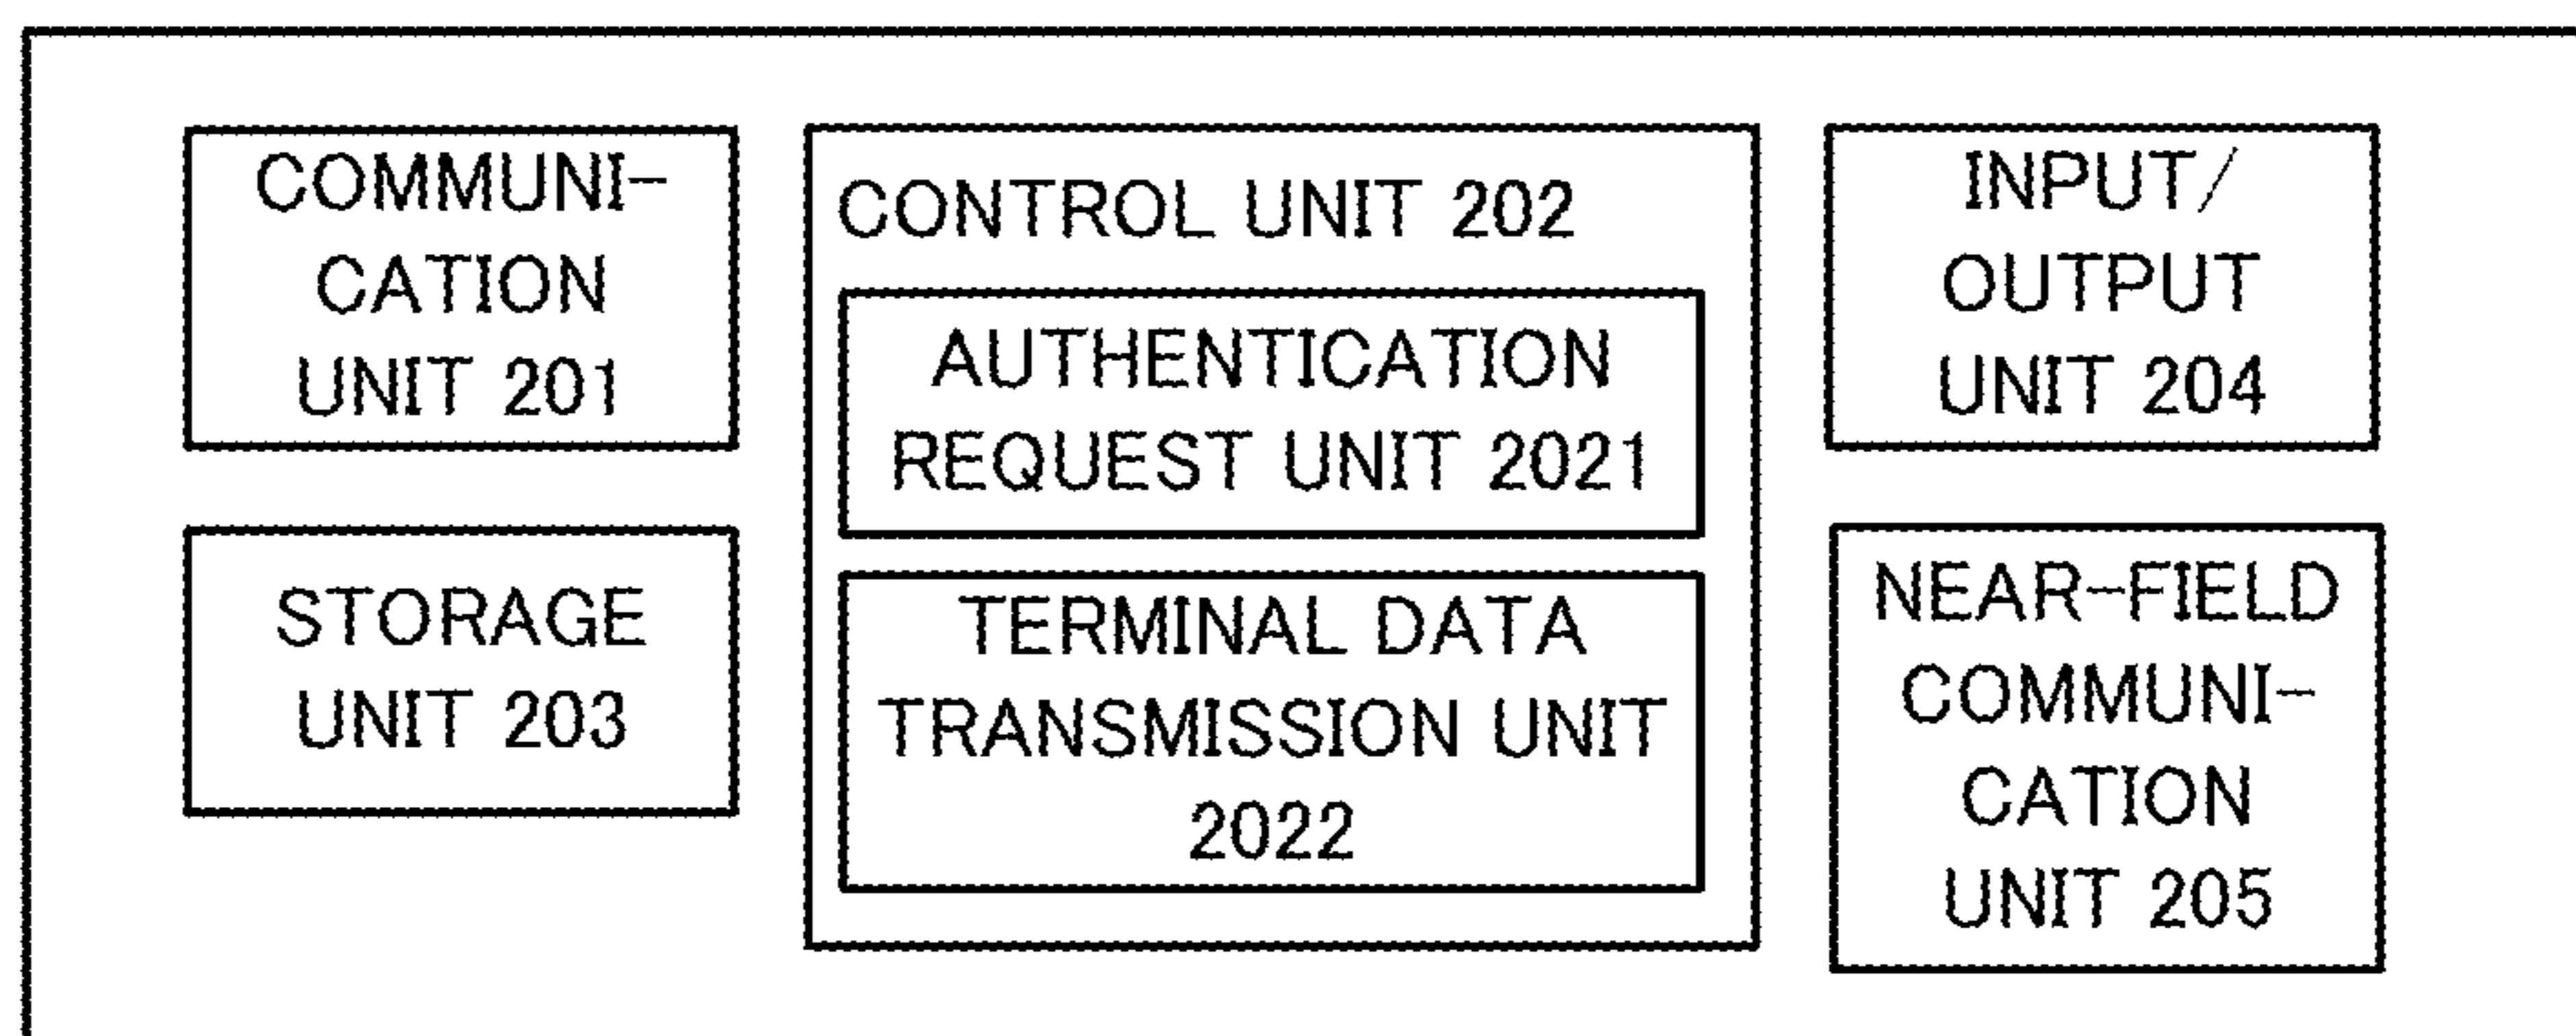 COMMUNI-
CATION
UNIT 201
STORAGE
UNIT 203
CONTROL UNIT 202
AUTHENTICATION
REQUEST UNIT 2021
TERMINAL DATA
TRANSMISSION UNIT
2022
INPUT/
OUTPUT
UNIT 204
NEAR-FIELD
COMMUNI-
CATION
UNIT 205